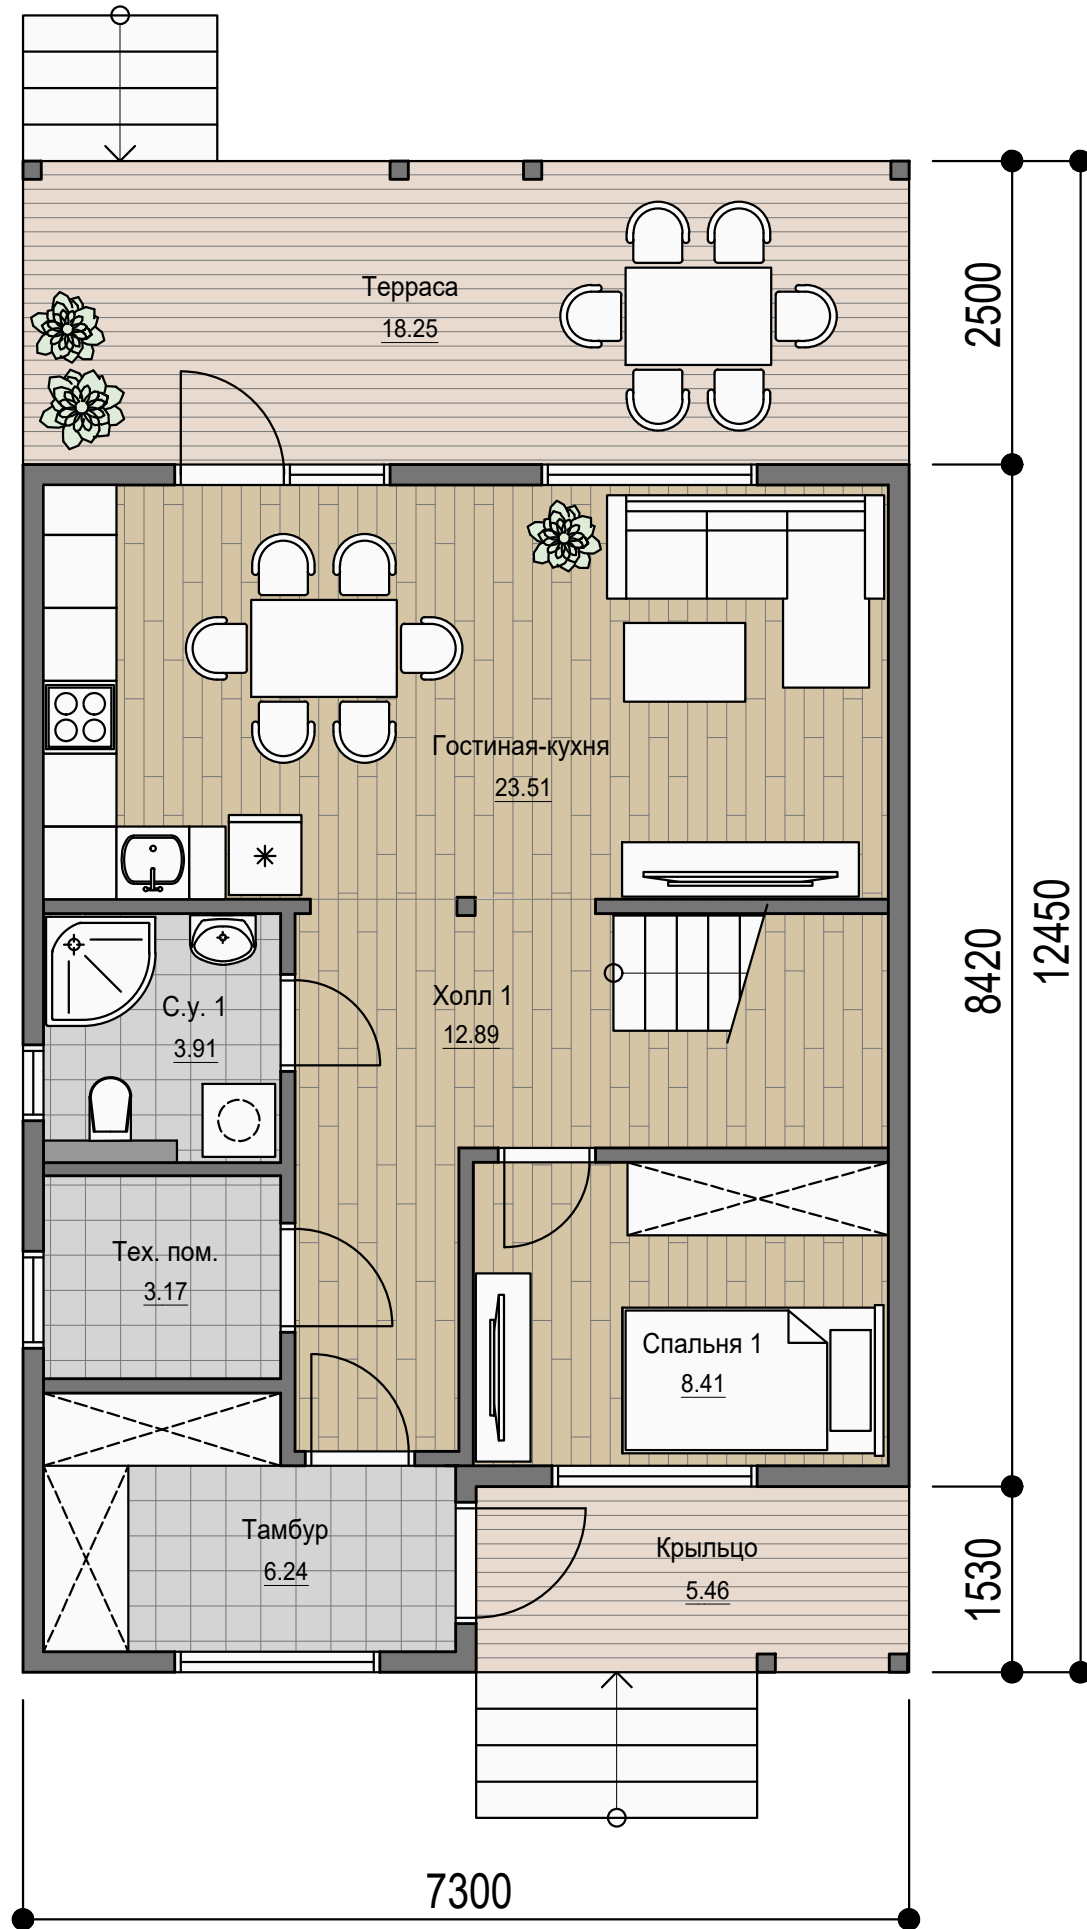 Терраса
18.25
2500
Гостиная-кухня
23.51
12450
8420
Холл 1
12.89
С.у. 1
3.91
Тех. пом.
3.17
Спальня 1
8.41
Тамбур
6.24
Крыльцо
5.46
1530
7300